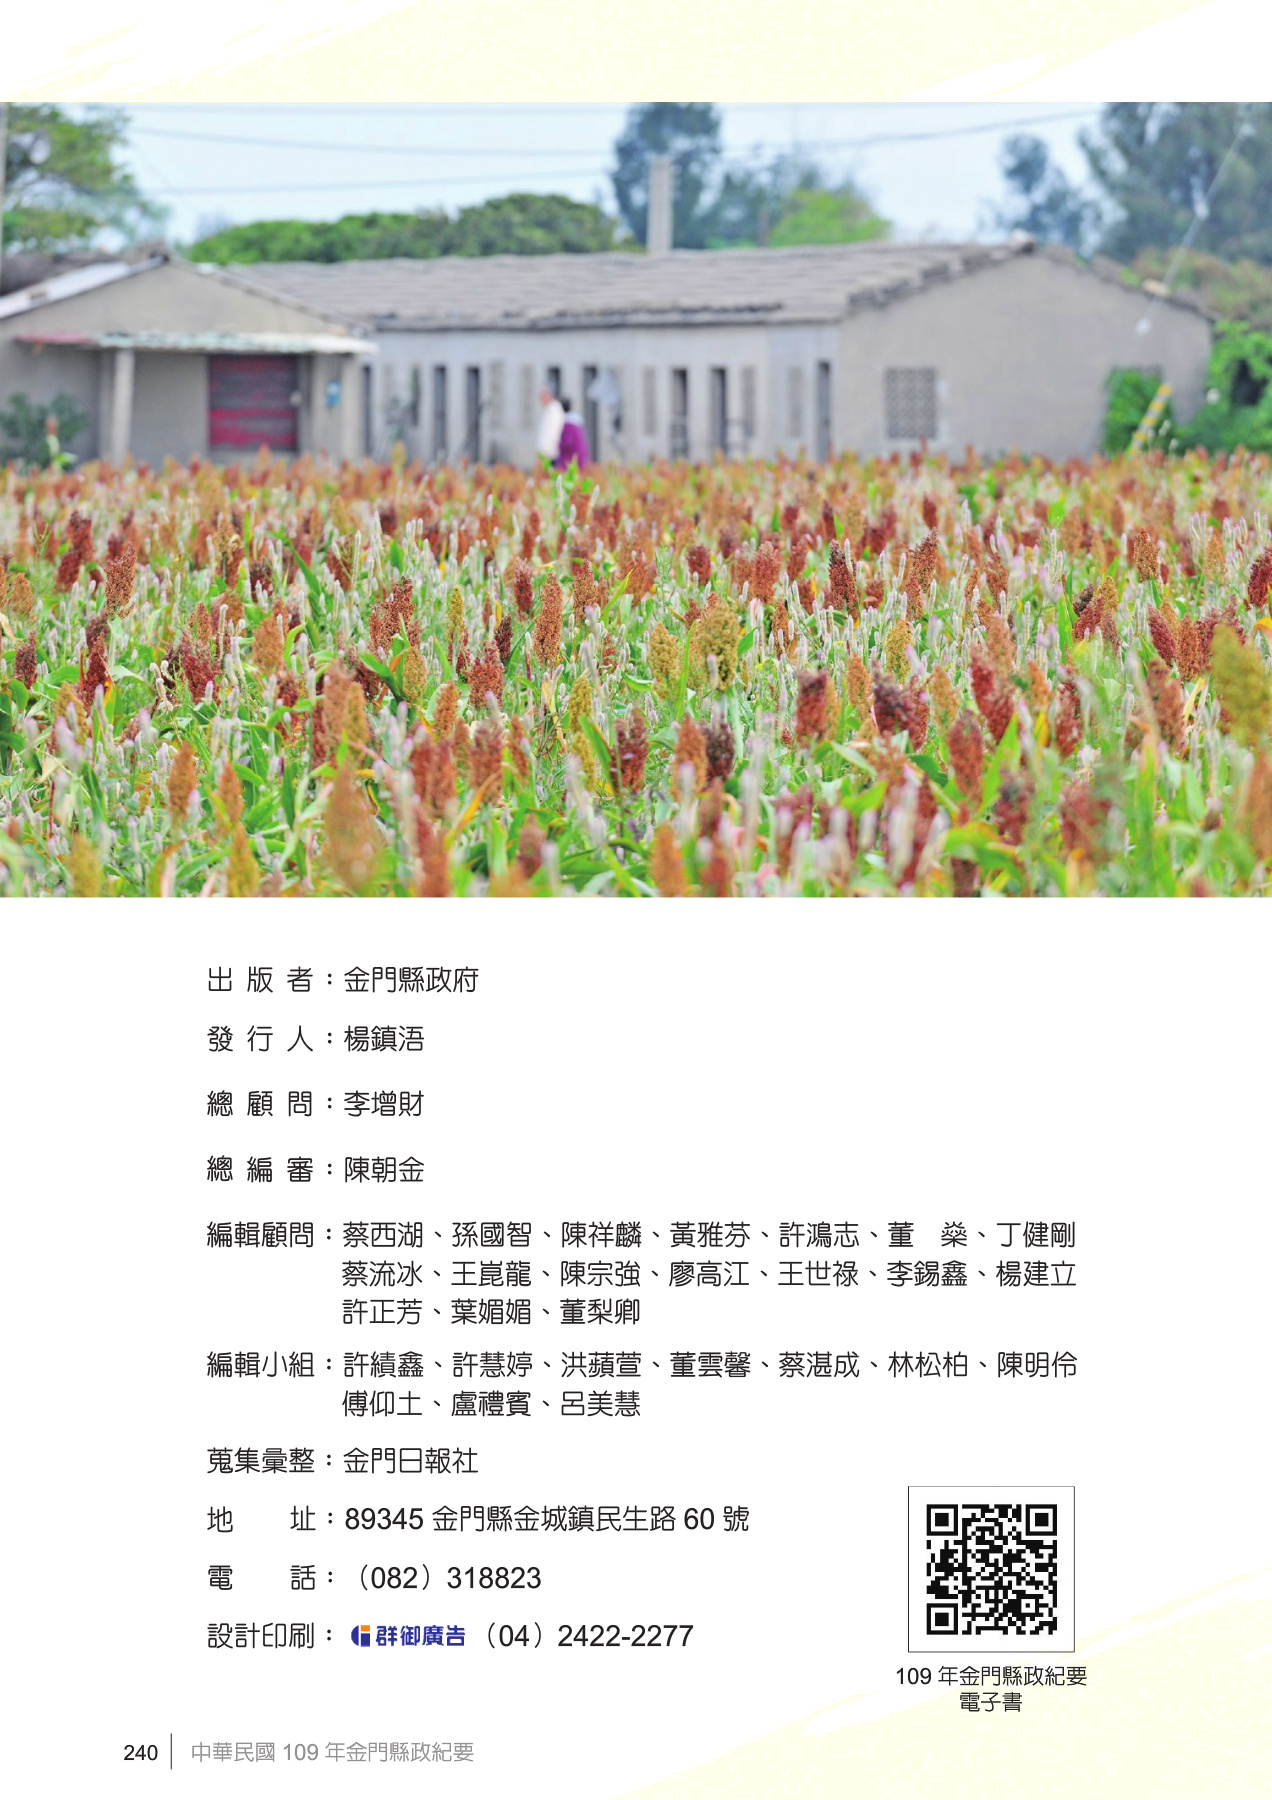 出 版 者：金門縣政府
發 行 人：楊鎮浯
總 顧 問：李增財
總 編 審：陳朝金
編輯顧問：蔡西湖、孫國智、陳祥麟、黃雅芬、許鴻志、董　燊、丁健剛
蔡流冰、王崑龍、陳宗強、廖高江、王世祿、李錫鑫、楊建立
許正芳、葉媚媚、董梨卿
編輯小組：許績鑫、許慧婷、洪蘋萱、董雲馨、蔡湛成、林松柏、陳明伶
傅仰土、盧禮賓、呂美慧
蒐集彙整：金門日報社
地　　址：89345 金門縣金城鎮民生路 60 號
電　　話：（082）318823
設計印刷：群御廣告（04）2422-2277
109 年金門縣政紀要
電子書
240 中華民國 109 年金門縣政紀要